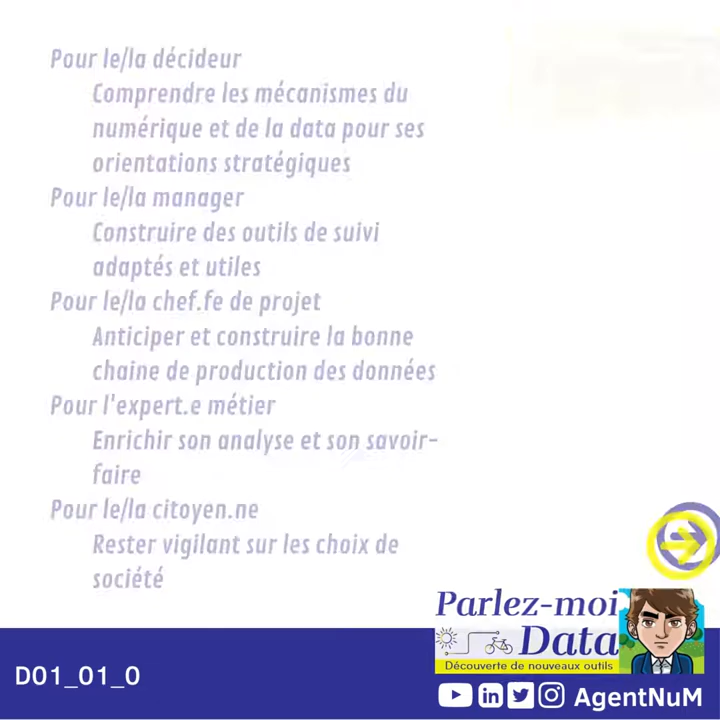 Pour le/la décideur
Comprendre les mécanismes du
numérique et de la data pour ses
orientations stratégiques
Pour le/la manager
Construire des outils de suivi
adaptés et utiles
Pour le/la chef.fe de projet
Anticiper et construire la bonne
chaine de production des données
Pour l'expert.e métier
Enrichir son analyse et son savoir-
faire
Pour le/la citoyen.ne
Rester vigilant sur les choix de
société
Parlez-moi
Data
Découverte de nouveaux outils
D01_01_0
AgentNuM